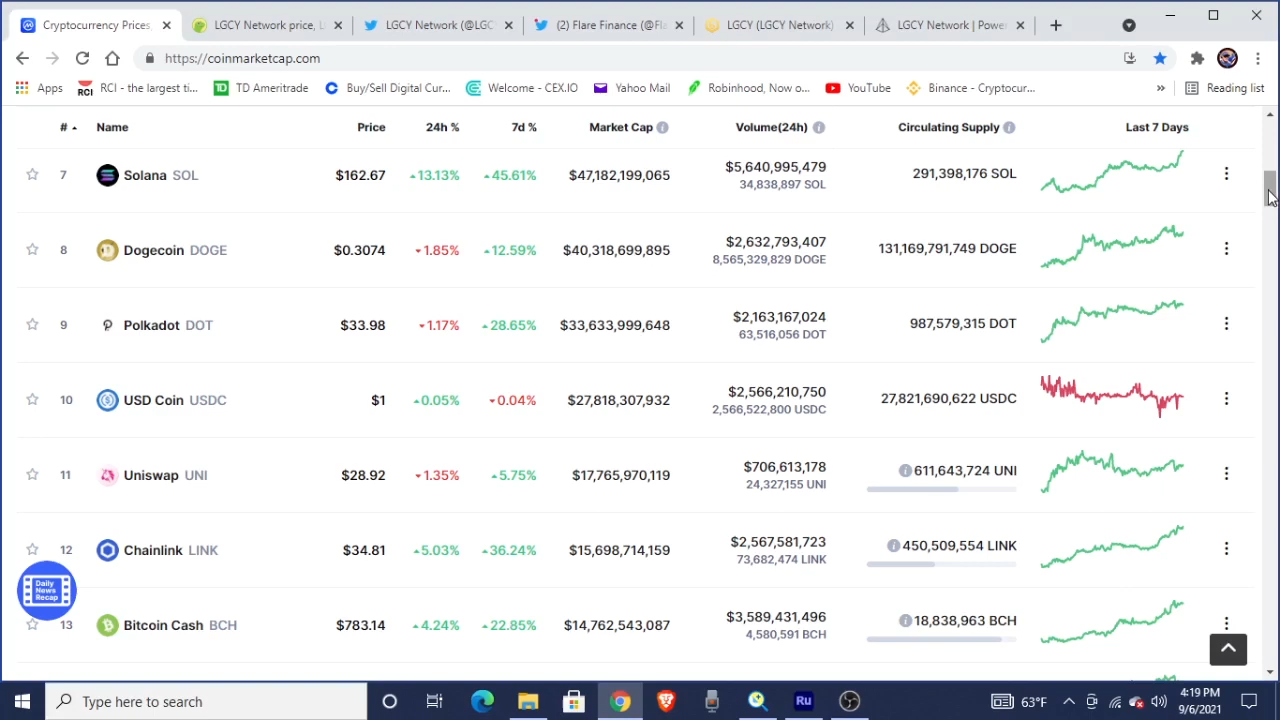 Cryptocurrency Prices, LGCY Network price, L LGCY Network (@LGC (2) Flare Finance (@Fla LGCY (LGCY Network) LGCY Network | Power
https://coinmarketcap.com
Apps RCI RCI - the largest ti... TD Ameritrade Buy/Sell Digital Cur... Welcome - CEX.IO Yahoo Mail Robinhood, Now o... YouTube Binance - Cryptocur... » Reading list
# Name Price 24h % 7d % Market Cap Volume(24h) Circulating Supply Last 7 Days
7 Solana SOL $162.67 13.13% 45.61% $47,182,199,065 $5,640,995,479 291,398,176 SOL
34,838,897 SOL
8 Dogecoin DOGE $0.3074 1.85% 12.59% $40,318,699,895 $2,632,793,407 131,169,791,749 DOGE
8,565,329,829 DOGE
9 Polkadot DOT $33.98 1.17% 28.65% $33,633,999,648 $2,163,167,024 987,579,315 DOT
63,516,056 DOT
10 USD Coin USDC $1 0.05% 0.04% $27,818,307,932 $2,566,210,750 27,821,690,622 USDC
2,566,522,800 USDC
11 Uniswap UNI $28.92 1.35% 5.75% $17,765,970,119 $706,613,178 611,643,724 UNI
24,327,155 UNI
12 Chainlink LINK $34.81 5.03% 36.24% $15,698,714,159 $2,567,581,723 450,509,554 LINK
73,682,474 LINK
Daily
News
Recap
13 Bitcoin Cash BCH $783.14 4.24% 22.85% $14,762,543,087 $3,589,431,496 18,838,963 BCH
4,580,591 BCH
Type here to search Ru 63°F 4:19 PM
9/6/2021